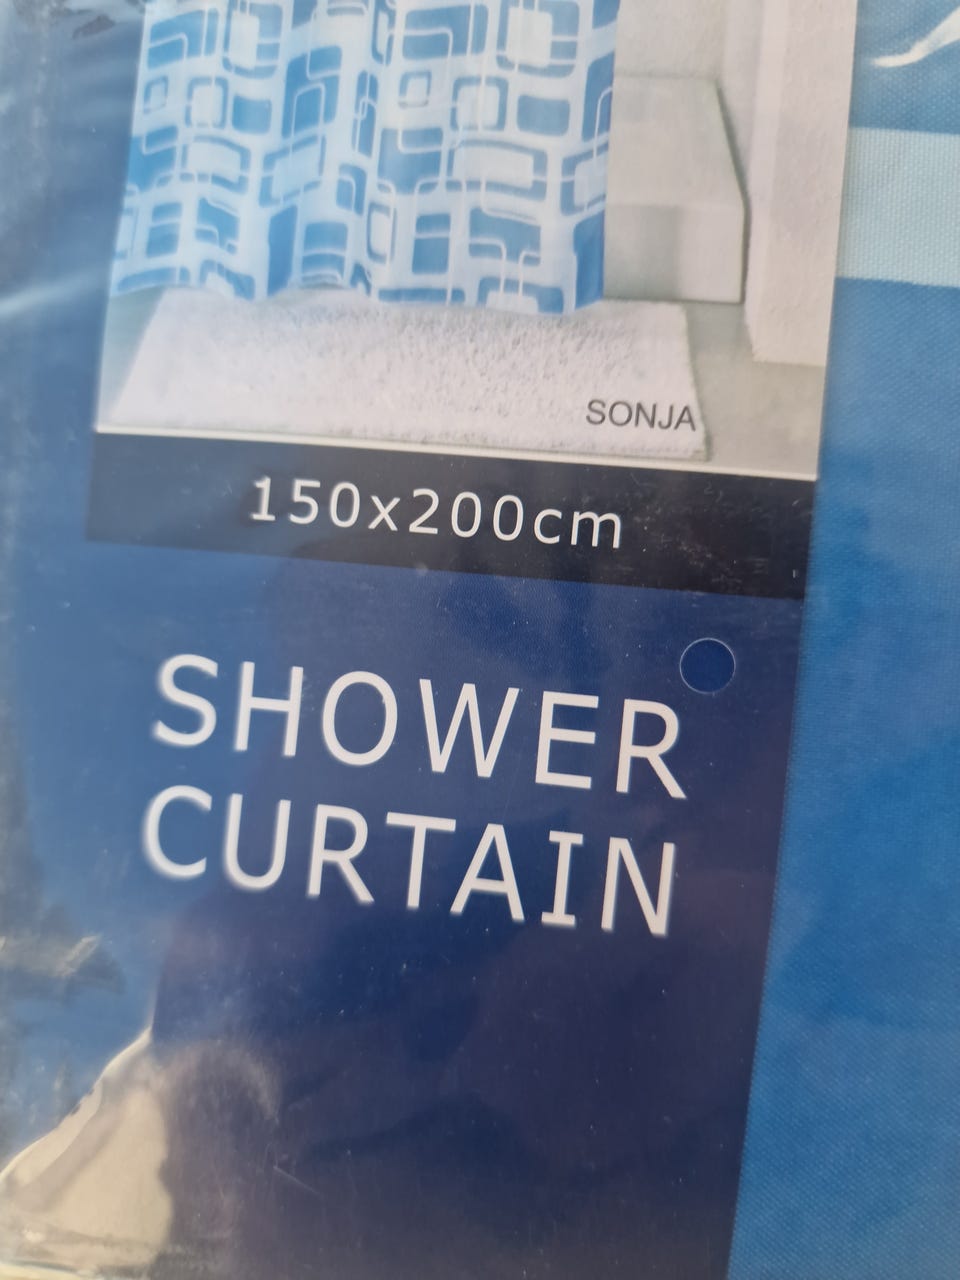 SONJA
150x200cm
SHOWER
CURTAIN